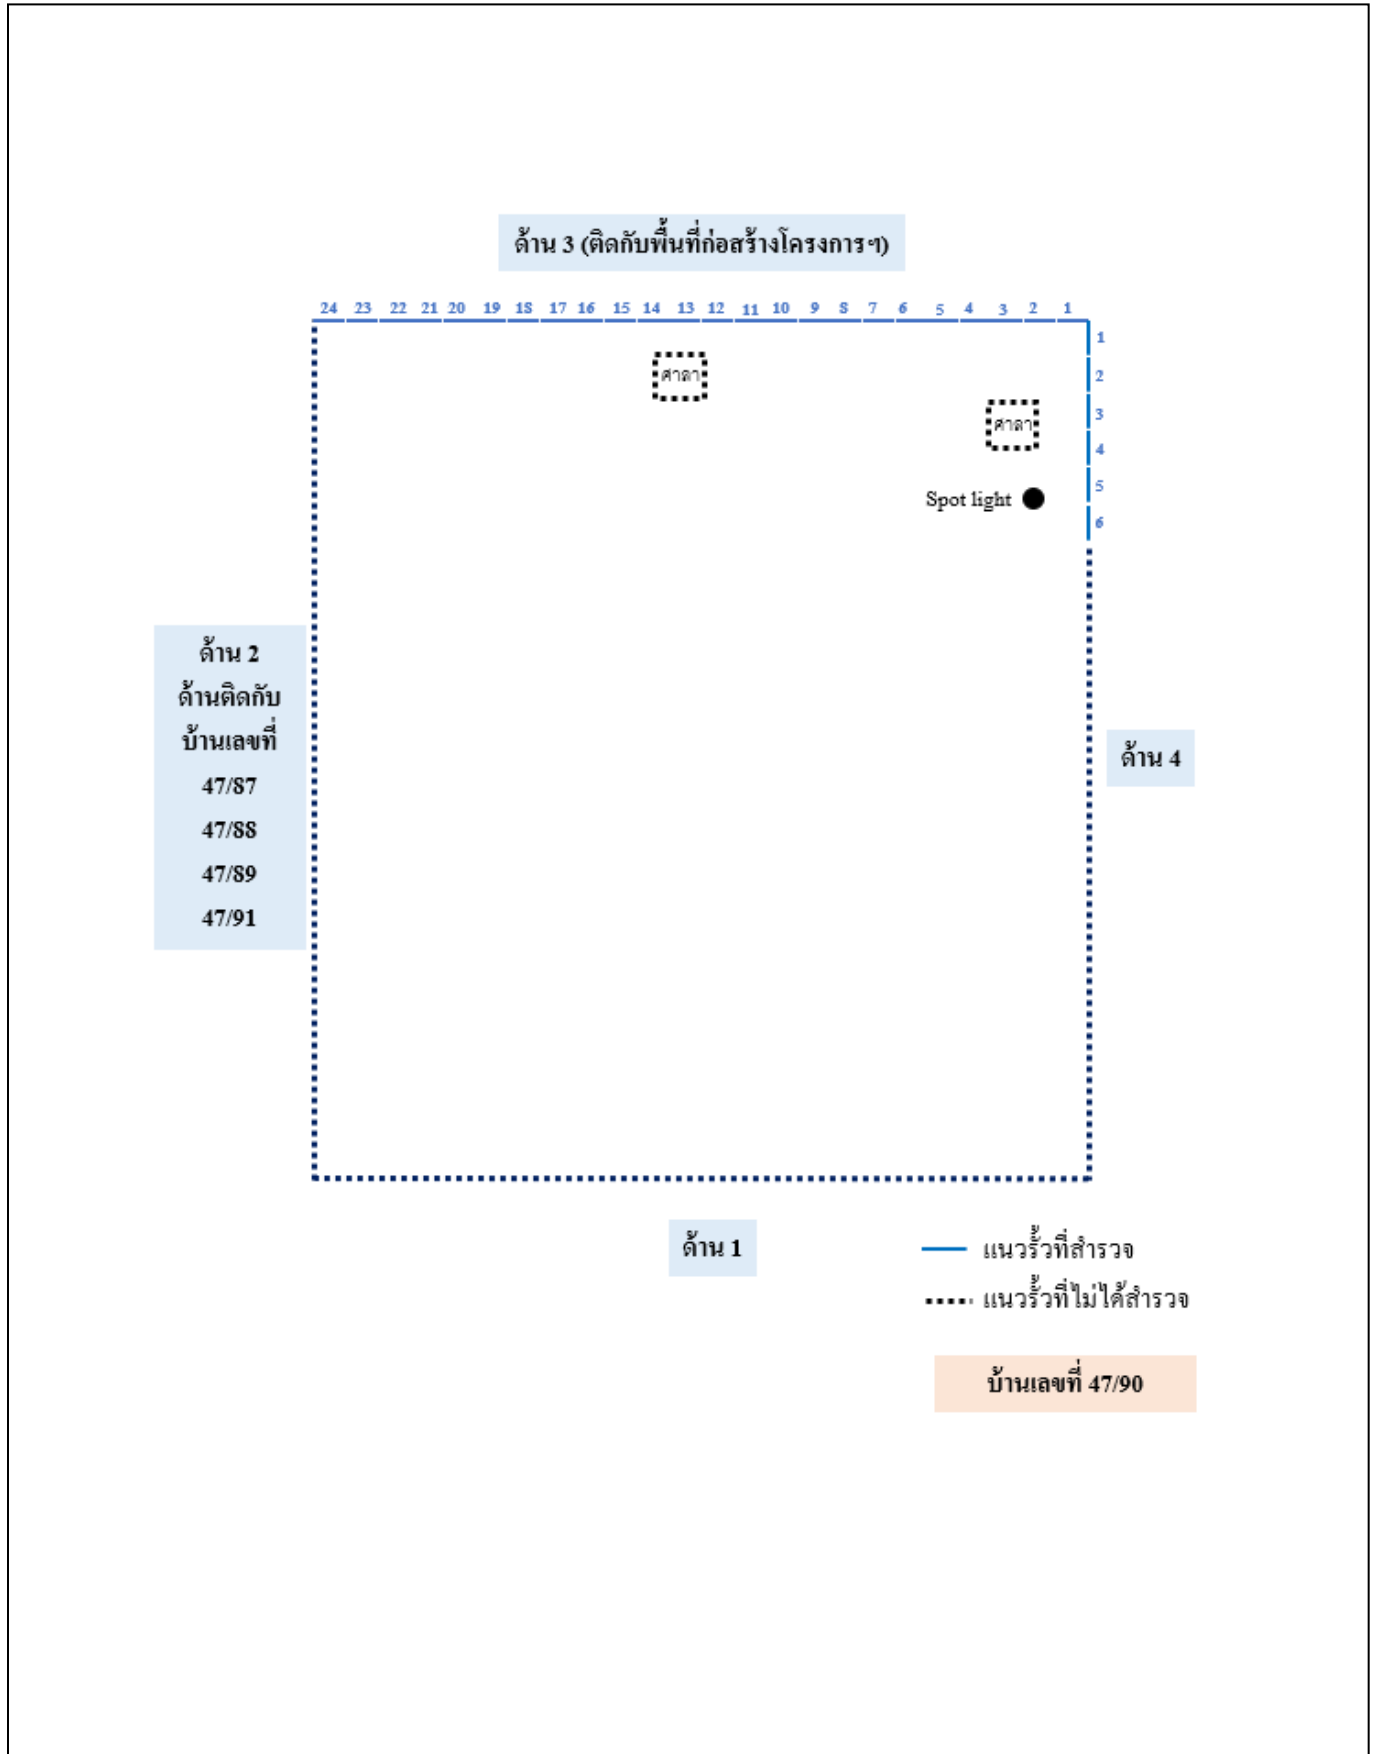 ด้าน 3 (ติดกับพื้นที่ก่อสร้างโครงการฯ)
24 23 22 21 20 19 18 17 16 15 14 13 12 11 10 9 8 7 6 5 4 3 2 1
1
ศาลา
2
ศาลา
3
4
Spot light
5
6
ด้าน 2
ด้านติดกับ
บ้านเลขที่
47/87
47/88
47/89
47/91
ด้าน 4
ด้าน 1
แนวรั้วที่สำรวจ
แนวรั้วที่ไม่ได้สำรวจ
บ้านเลขที่ 47/90